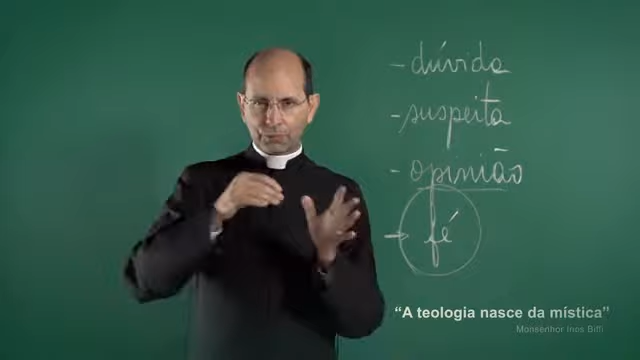 - dúvida
- suspeita
- opinião
→ fé
“A teologia nasce da mística”
Monsenhor Inos Biffi